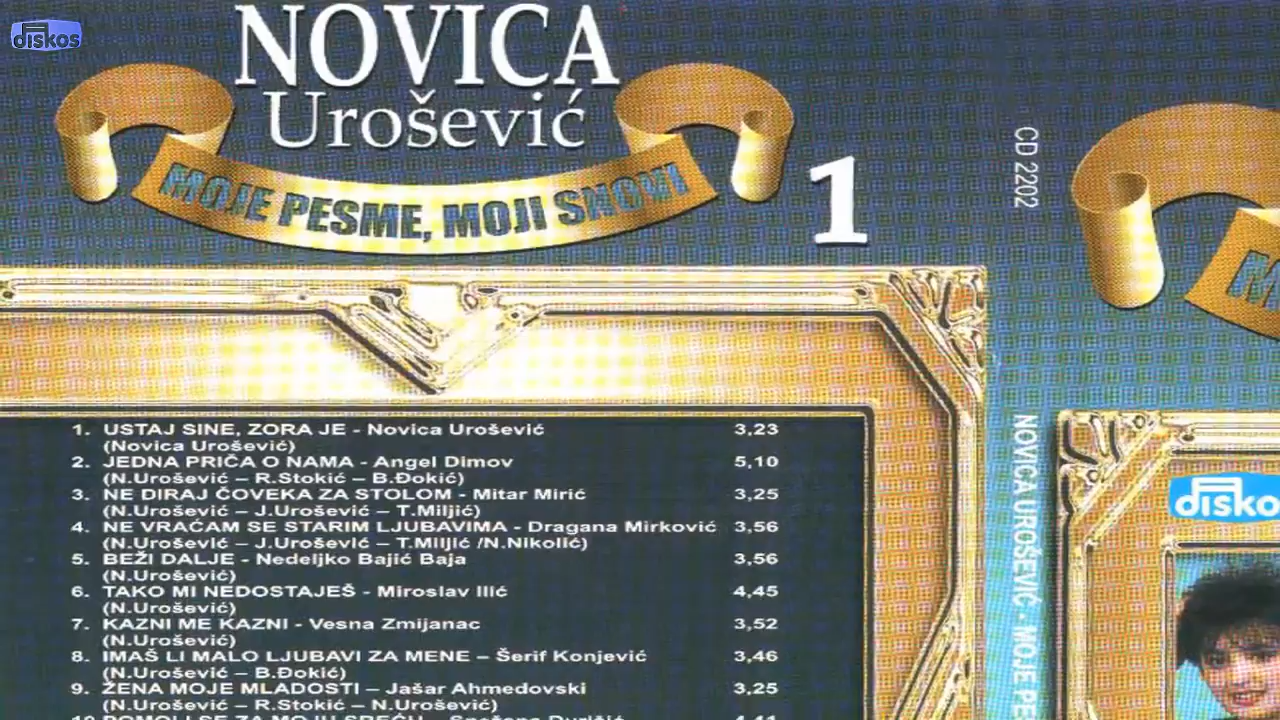 diskos
NOVICA
Urošević
MOJE PESME, MOJI SNOVI
1
CD 2202
1. USTAJ SINE, ZORA JE - Novica Urošević 3,23
(Novica Urošević)
2. JEDNA PRIČA O NAMA - Angel Dimov 5,10
(N.Urošević – R.Stokić – B.Đokić)
3. NE DIRAJ ČOVEKA ZA STOLOM - Mitar Mirić 3,25
(N.Urošević – J.Urošević – T.Miljić)
4. NE VRAĆAM SE STARIM LJUBAVIMA - Dragana Mirković 3,56
(N.Urošević – J.Urošević – T.Miljić /N.Nikolić)
5. BEŽI DALJE - Nedeljko Bajić Baja 3,56
(N.Urošević)
6. TAKO MI NEDOSTAJEŠ - Miroslav Ilić 4,45
(N.Urošević)
7. KAZNI ME KAZNI - Vesna Zmijanac 3,52
(N.Urošević)
8. IMAŠ LI MALO LJUBAVI ZA MENE – Šerif Konjević 3,46
(N.Urošević – B.Đokić)
9. ŽENA MOJE MLADOSTI – Jašar Ahmedovski 3,25
(N.Urošević – R.Stokić – N.Urošević)
NOVICA UROŠEVIĆ - MOJE PE
M
disko